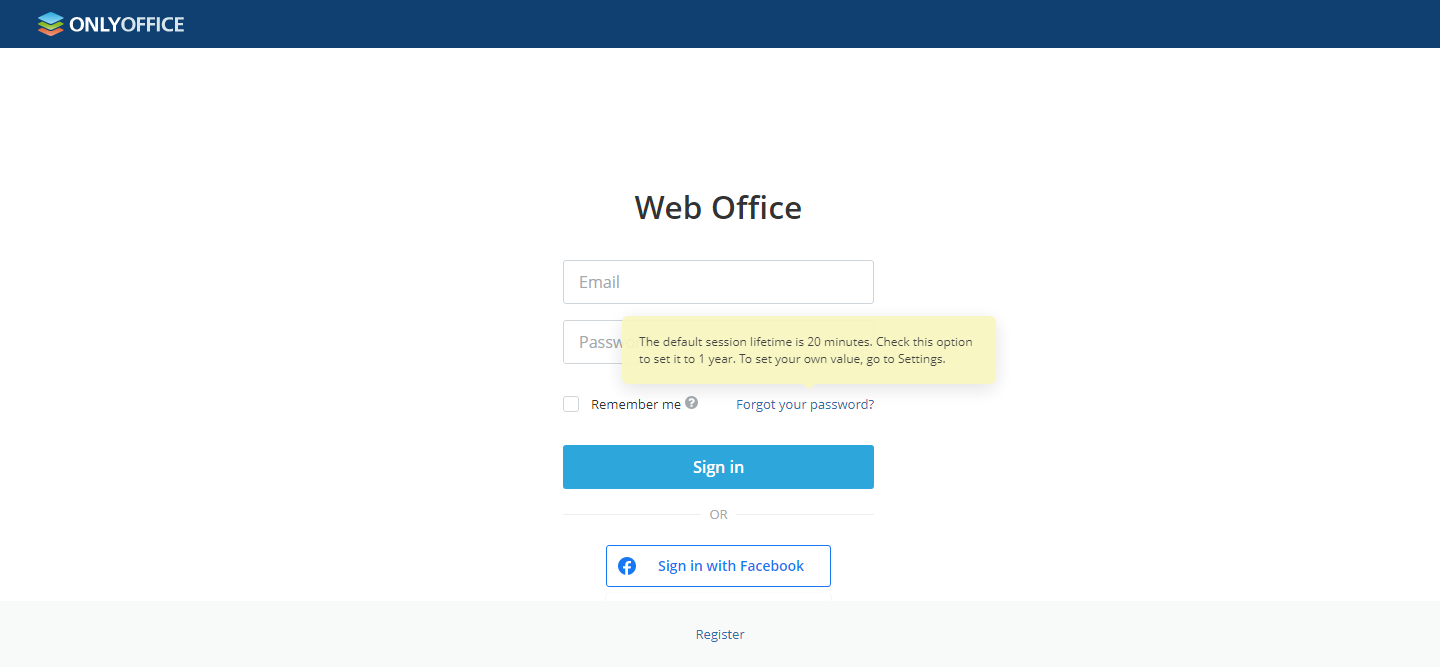 ONLYOFFICE
Web Office
Email
Passw
The default session lifetime is 20 minutes. Check this option
to set it to 1 year. To set your own value, go to Settings.
Remember me ?
Forgot your password?
Sign in
OR
Sign in with Facebook
Register